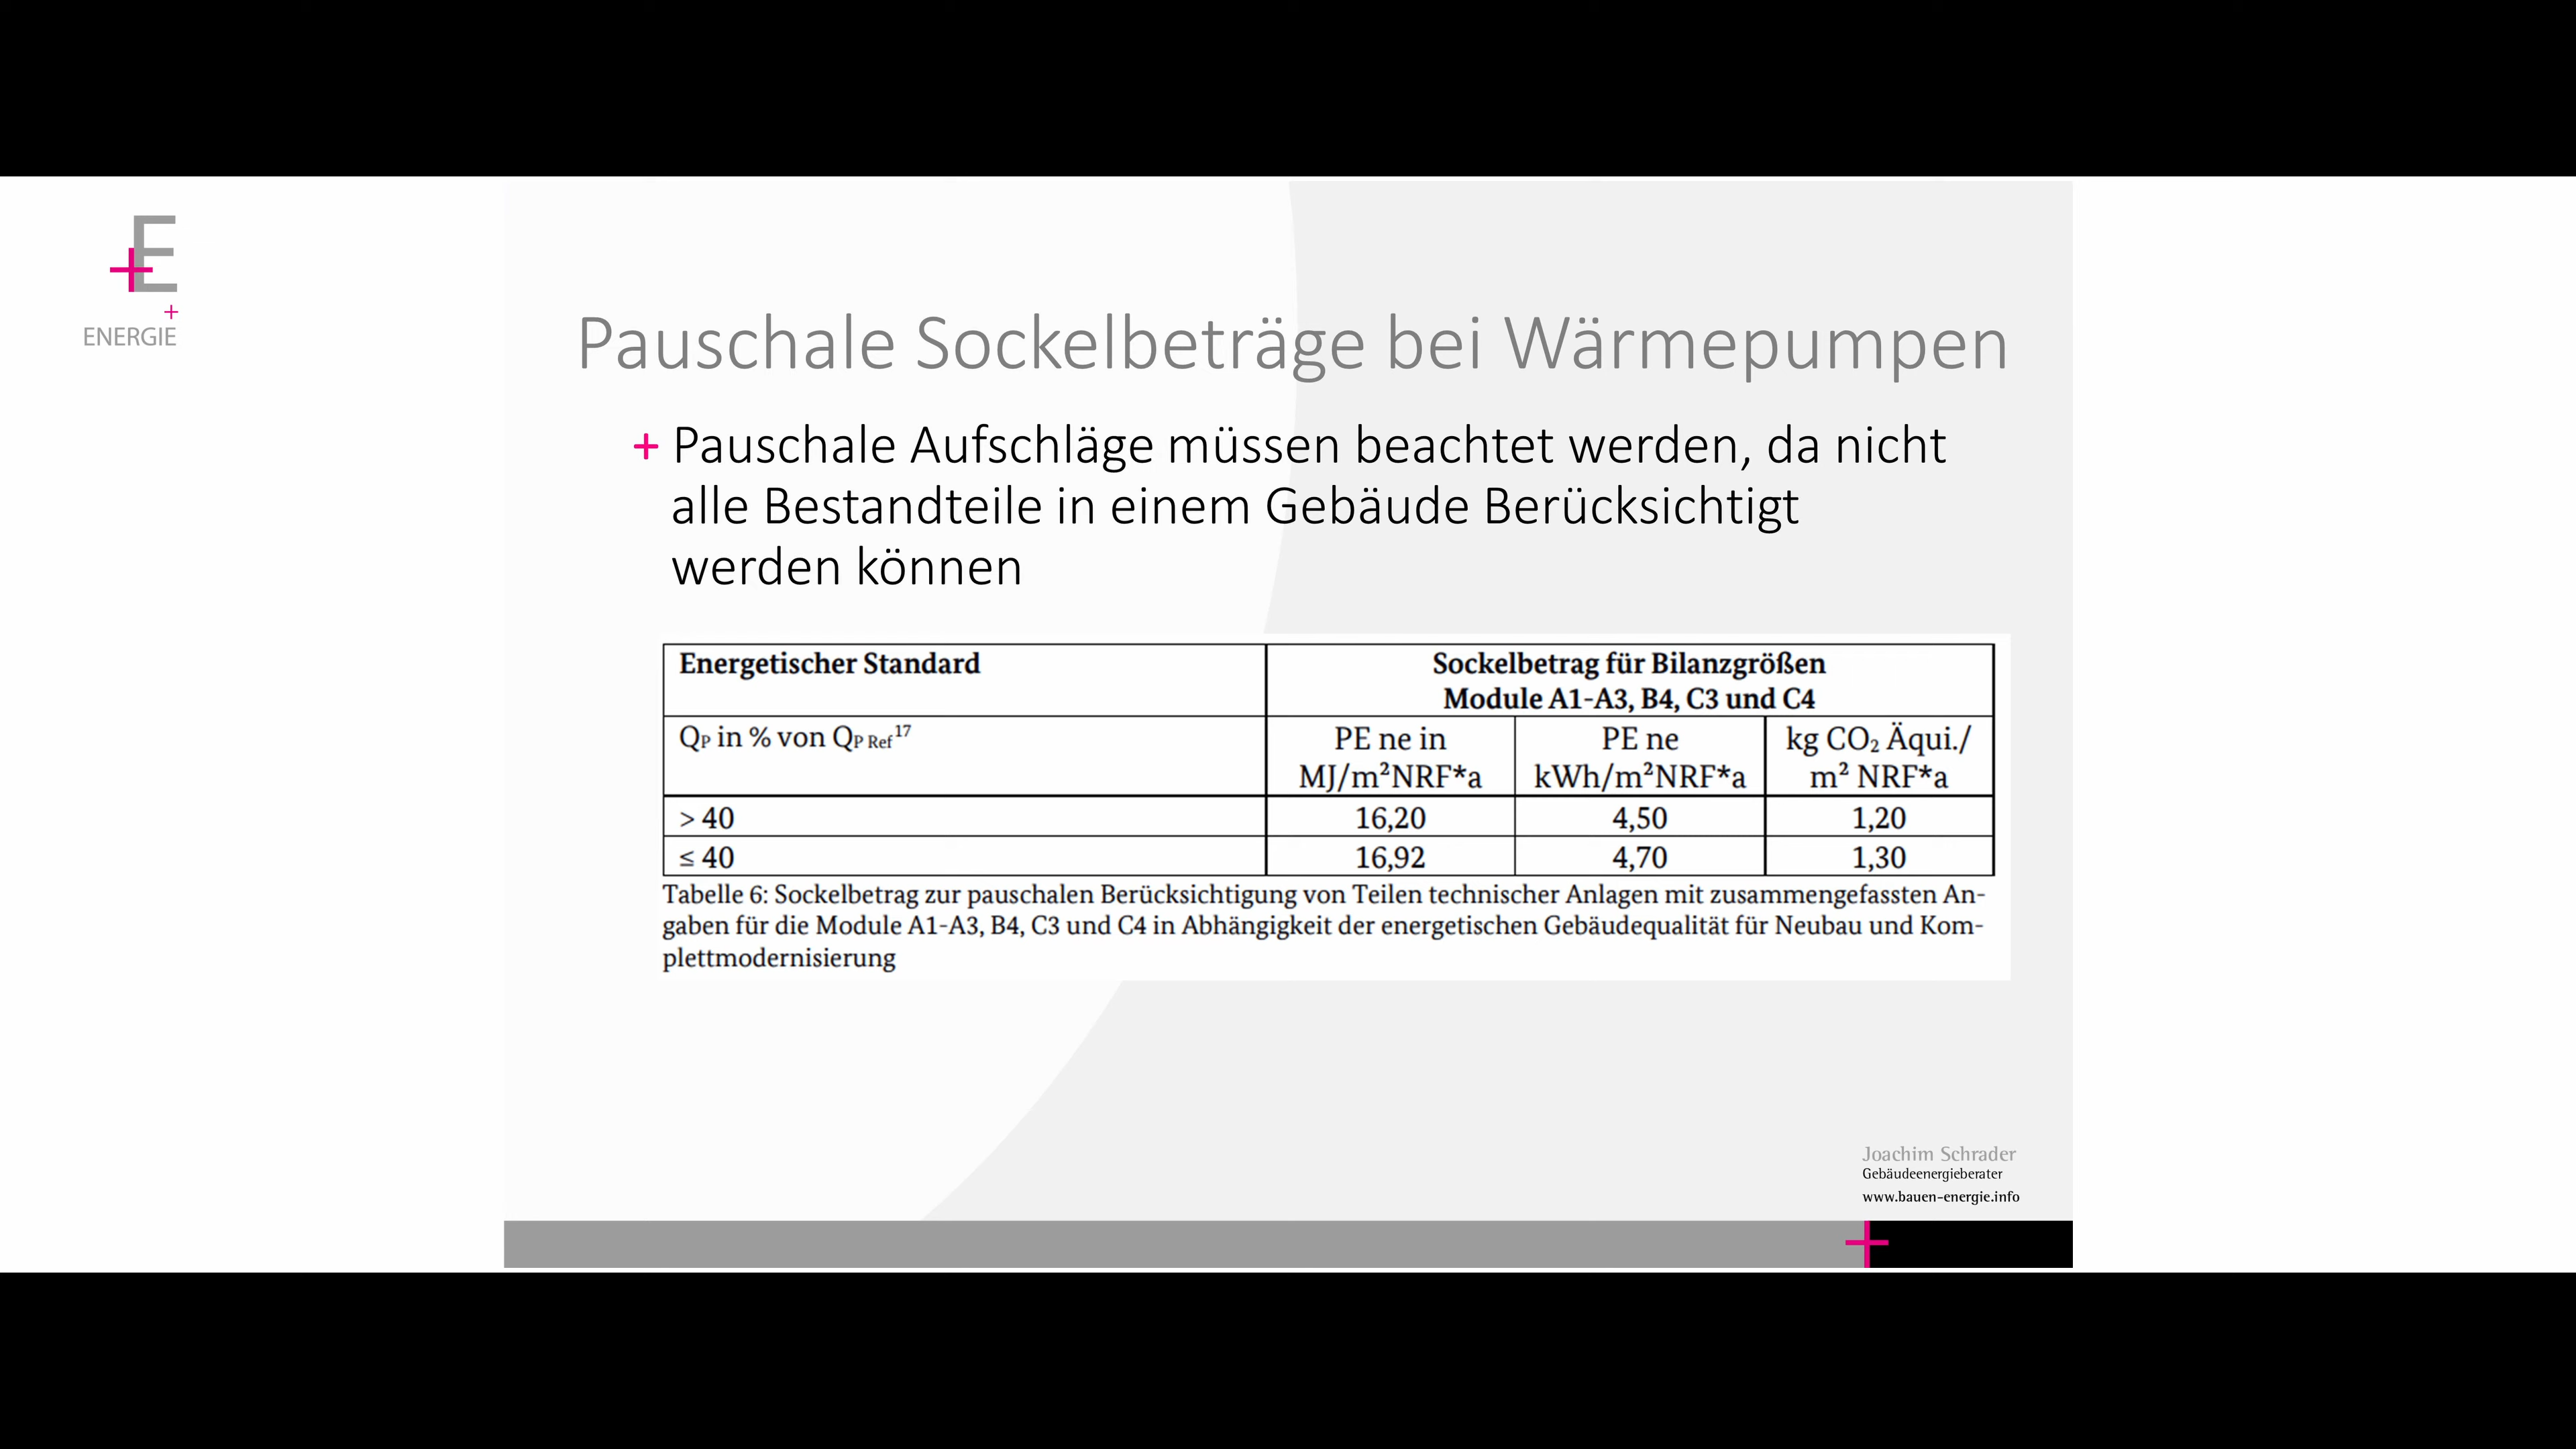 E
ENERGIE
Pauschale Sockelbeträge bei Wärmepumpen
+ Pauschale Aufschläge müssen beachtet werden, da nicht
alle Bestandteile in einem Gebäude Berücksichtigt
werden können
Energetischer Standard
Sockelbetrag für Bilanzgrößen
Module A1-A3, B4, C3 und C4
QP in % von QP Ref 17
PE ne in
MJ/m²NRF*a
PE ne
kWh/m²NRF*a
kg CO₂ Äqui./
m² NRF*a
> 40 16,20 4,50 1,20
≤ 40 16,92 4,70 1,30
Tabelle 6: Sockelbetrag zur pauschalen Berücksichtigung von Teilen technischer Anlagen mit zusammengefassten An-
gaben für die Module A1-A3, B4, C3 und C4 in Abhängigkeit der energetischen Gebäudequalität für Neubau und Kom-
plettmodernisierung
Joachim Schrader
Gebäudeenergieberater
www.bauen-energie.info